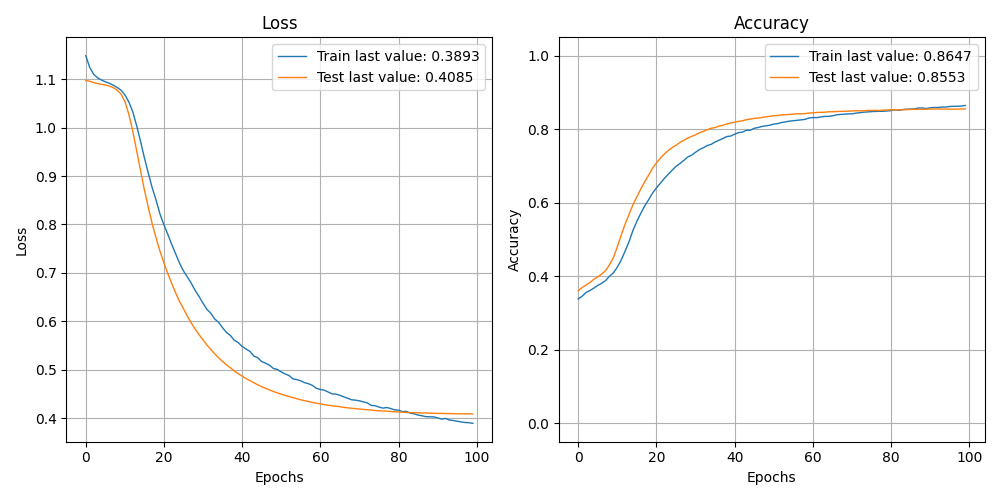 Loss
Train last value: 0.3893
Test last value: 0.4085
1.1
1.0
0.9
0.8
0.7
0.6
0.5
0.4
Loss
0 20 40 60 80 100
Epochs
Accuracy
Train last value: 0.8647
Test last value: 0.8553
1.0
0.8
0.6
0.4
0.2
0.0
Accuracy
0 20 40 60 80 100
Epochs